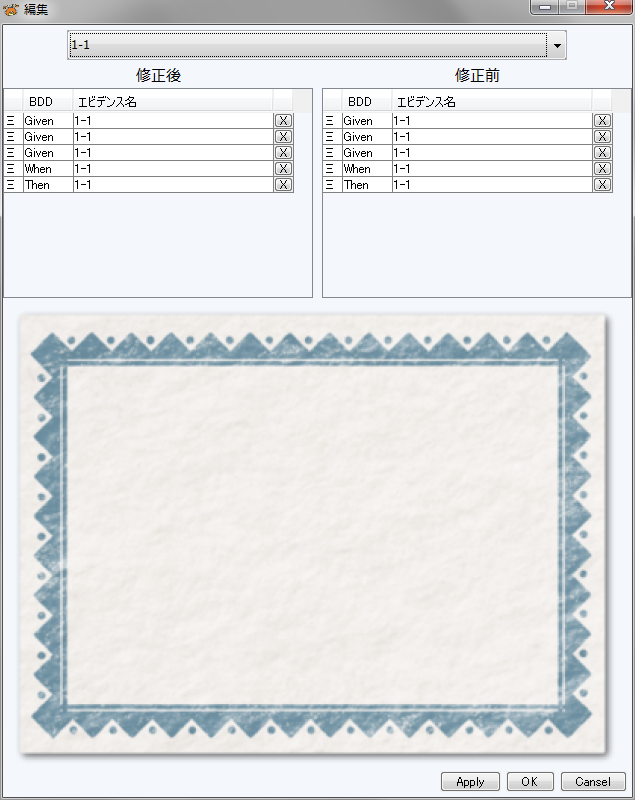 編集
1-1
修正後 修正前
BDD エビデンス名 BDD エビデンス名
Ξ Given 1-1 X Ξ Given 1-1 X
Ξ Given 1-1 X Ξ Given 1-1 X
Ξ Given 1-1 X Ξ Given 1-1 X
Ξ When 1-1 X Ξ When 1-1 X
Ξ Then 1-1 X Ξ Then 1-1 X
Apply OK Cansel